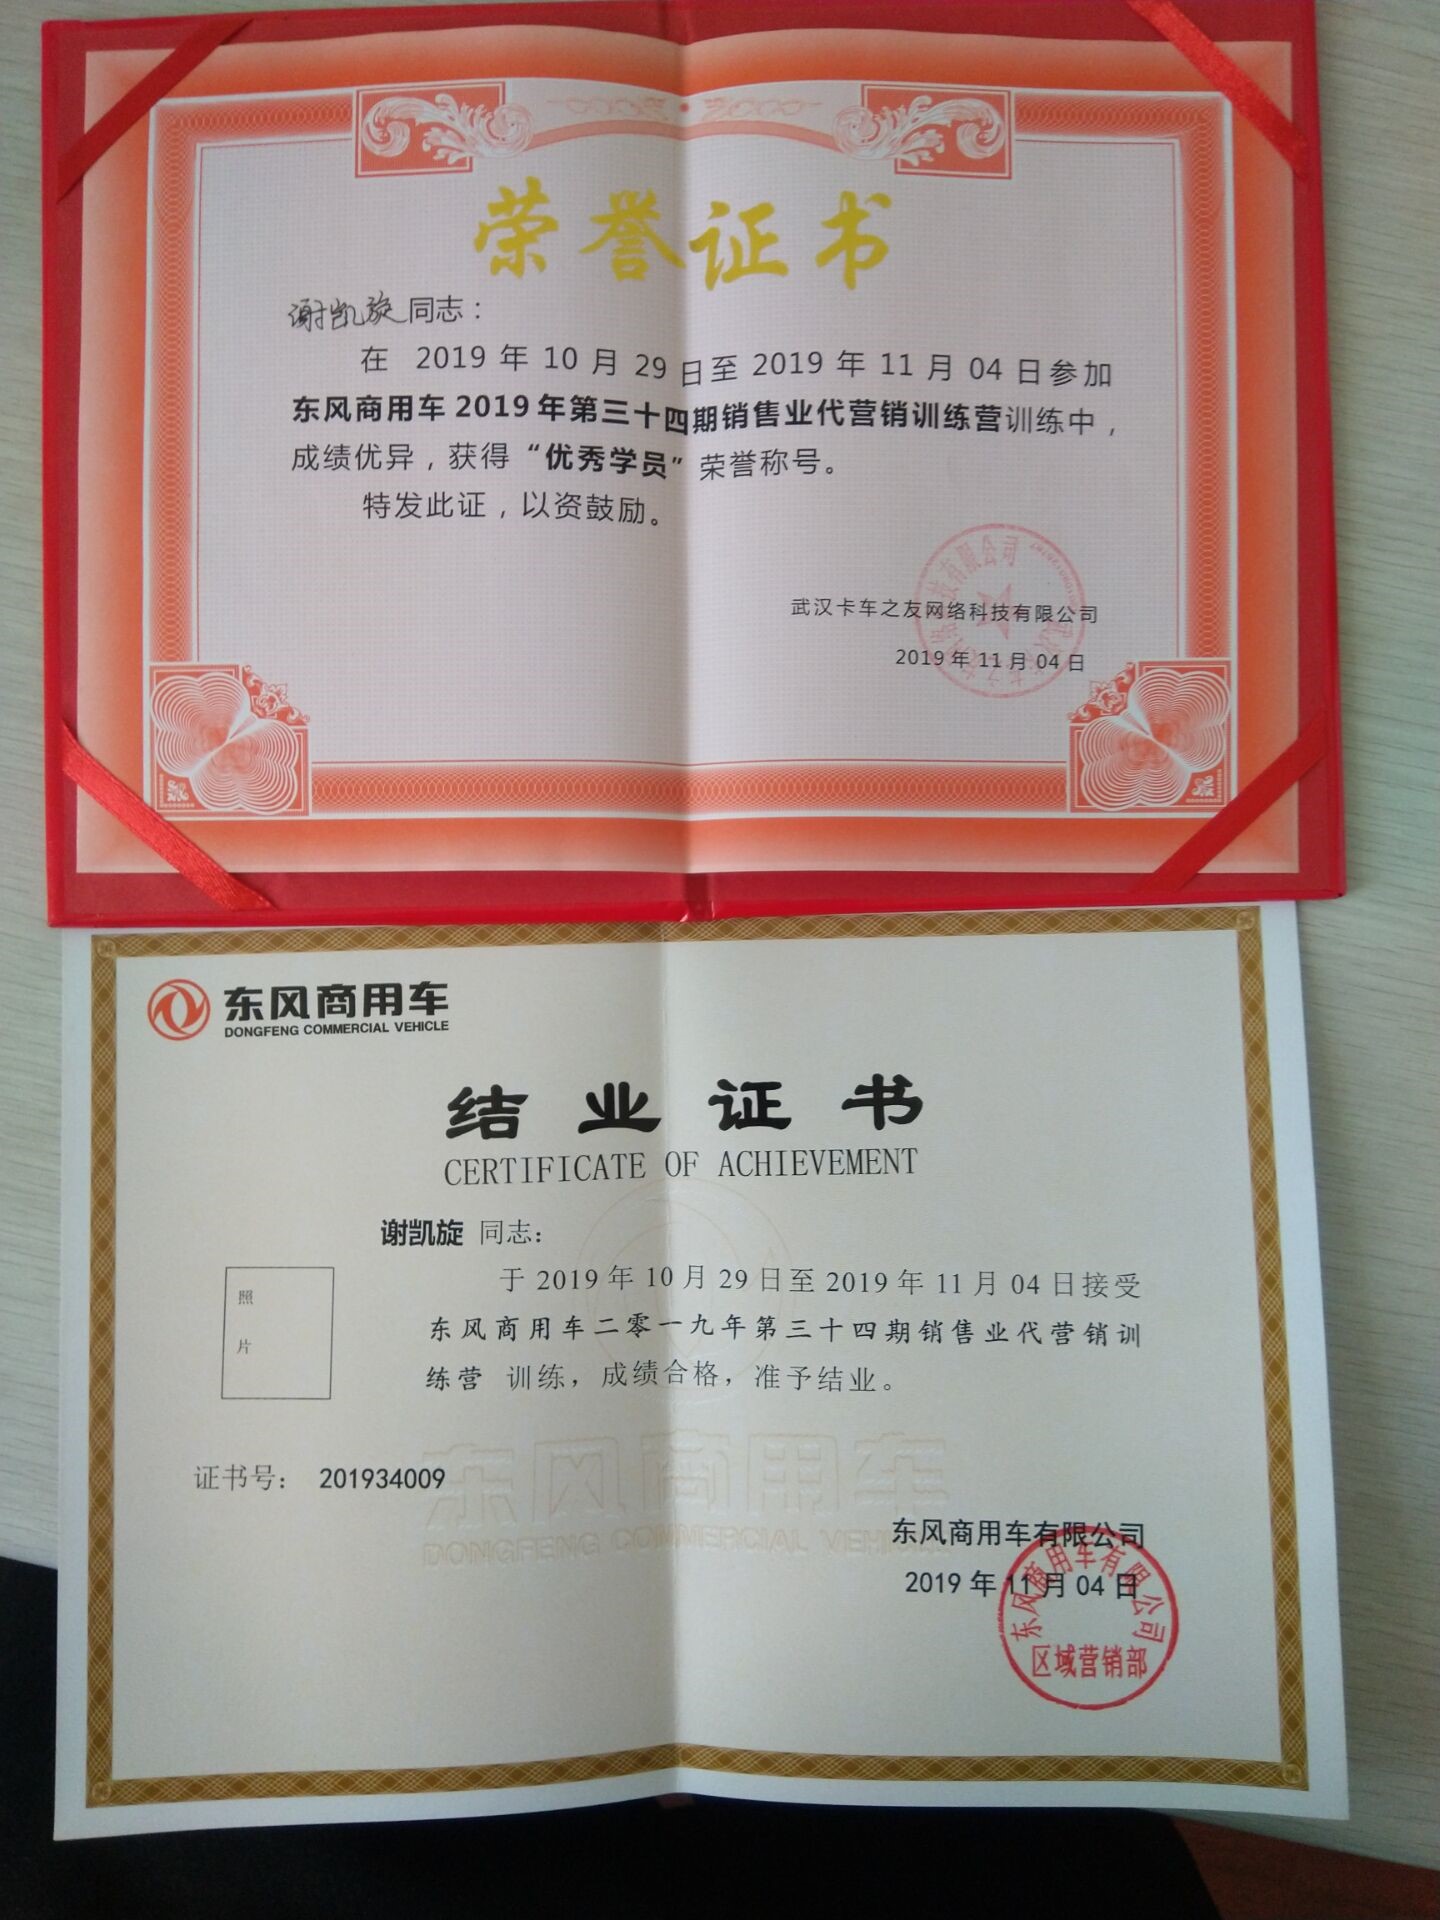 荣誉证书
谢凯旋同志：
在 2019 年 10 月 29 日至 2019 年 11 月 04 日参加
东风商用车 2019 年第三十四期销售业代营销训练营训练中，
成绩优异，获得“优秀学员”荣誉称号。
特发此证，以资鼓励。
武汉卡车之友网络科技有限公司
2019 年 11 月 04 日
东风商用车
DONGFENG COMMERCIAL VEHICLE
结业证书
CERTIFICATE OF ACHIEVEMENT
谢凯旋 同志：
于 2019 年 10 月 29 日至 2019 年 11 月 04 日接受
东风商用车二零一九年第三十四期销售业代营销训
练营 训练，成绩合格，准予结业。
照
片
证书号： 201934009
东风商用车
DONGFENG COMMERCIAL VEHICLE
东风商用车有限公司
2019 年 11 月 04 日
东风商用车有限公司
区域营销部